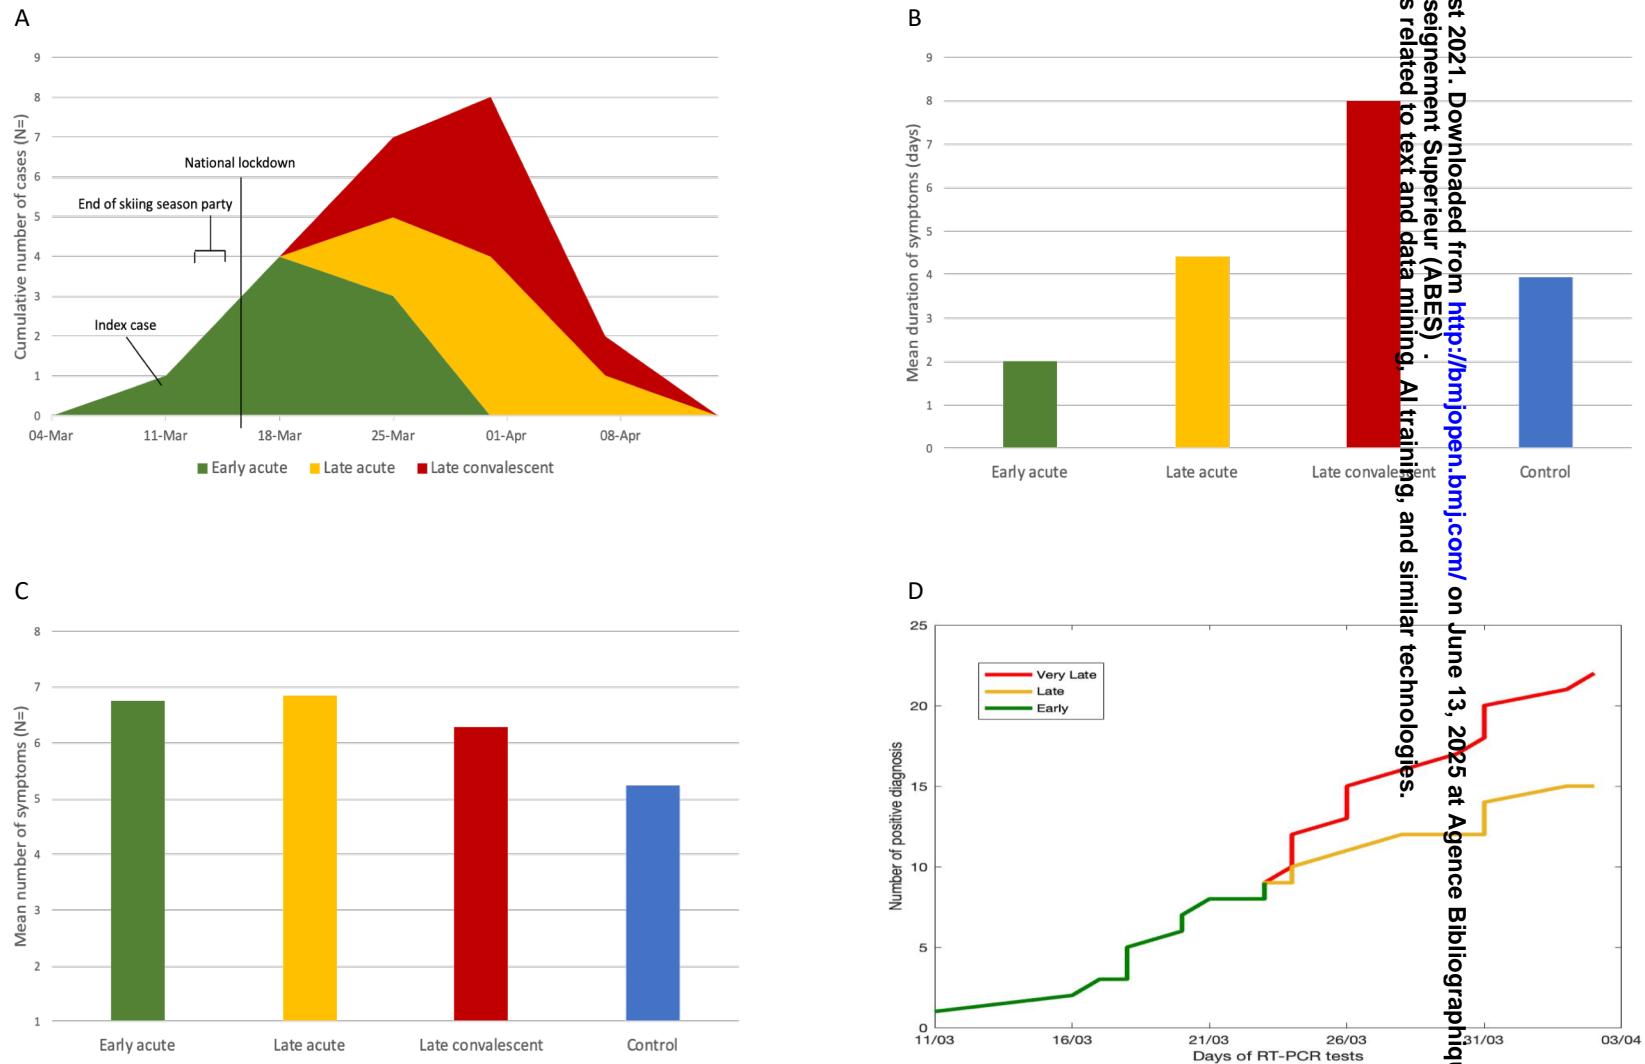 A
9
8
7
6
5
4
3
2
1
0
Cumulative number of cases (N=)
National lockdown
End of skiing season party
Index case
04-Mar 11-Mar 18-Mar 25-Mar 01-Apr 08-Apr
Early acute Late acute Late convalescent
B
9
8
7
6
5
4
3
2
1
0
Mean duration of symptoms (days)
Early acute Late acute Late convalescent Control
C
8
7
6
5
4
3
2
1
Mean number of symptoms (N=)
Early acute Late acute Late convalescent Control
D
25
20
15
10
5
0
Number of positive diagnosis
Very Late
Late
Early
11/03 16/03 21/03 26/03 31/03 03/04
Days of RT-PCR tests
st 2021. Downloaded from http://bmjopen.bmj.com/ on June 13, 2025 at Agence Bibliographiq
seignement Superieur (ABES) .
s related to text and data mining, AI training, and similar technologies.